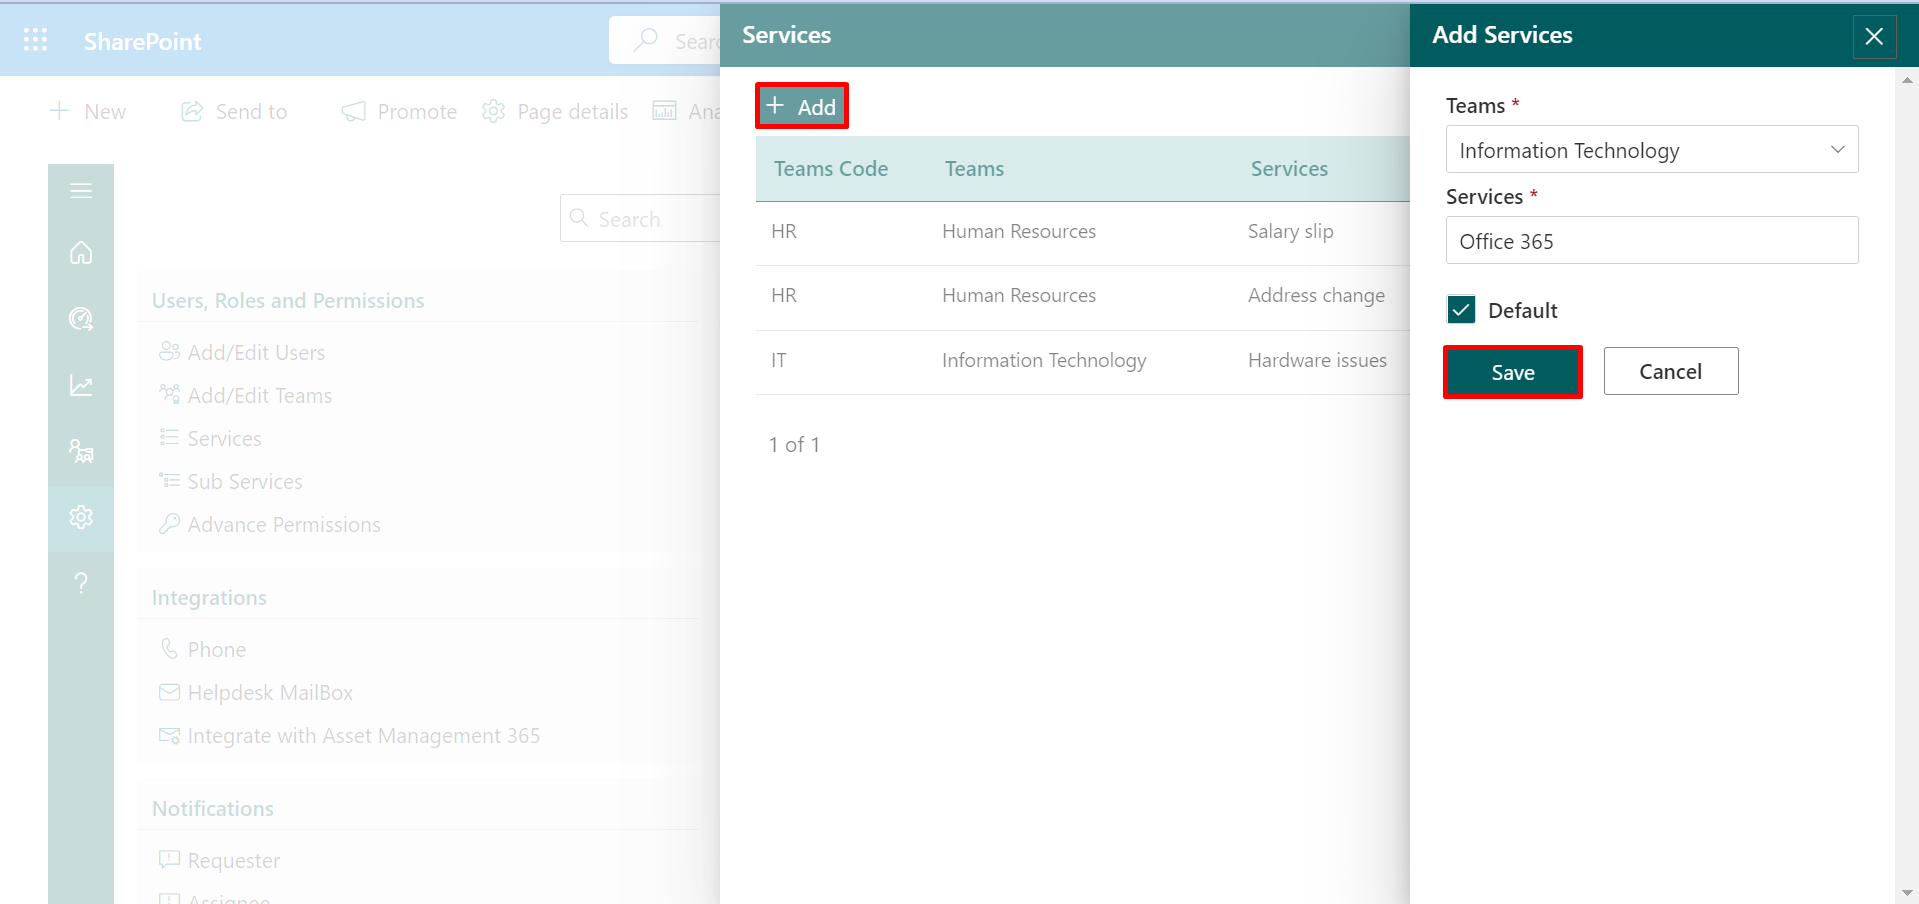 SharePoint
Sear
New
Send to
Promote
Page details
Ana
Search
Users, Roles and Permissions
Add/Edit Users
Add/Edit Teams
Services
Sub Services
Advance Permissions
Integrations
Phone
Helpdesk MailBox
Integrate with Asset Management 365
Notifications
Requester
Assignee
Services
+ Add
Teams Code Teams Services
HR Human Resources Salary slip
HR Human Resources Address change
IT Information Technology Hardware issues
1 of 1
Add Services
Teams *
Information Technology
Services *
Office 365
Default
Save Cancel